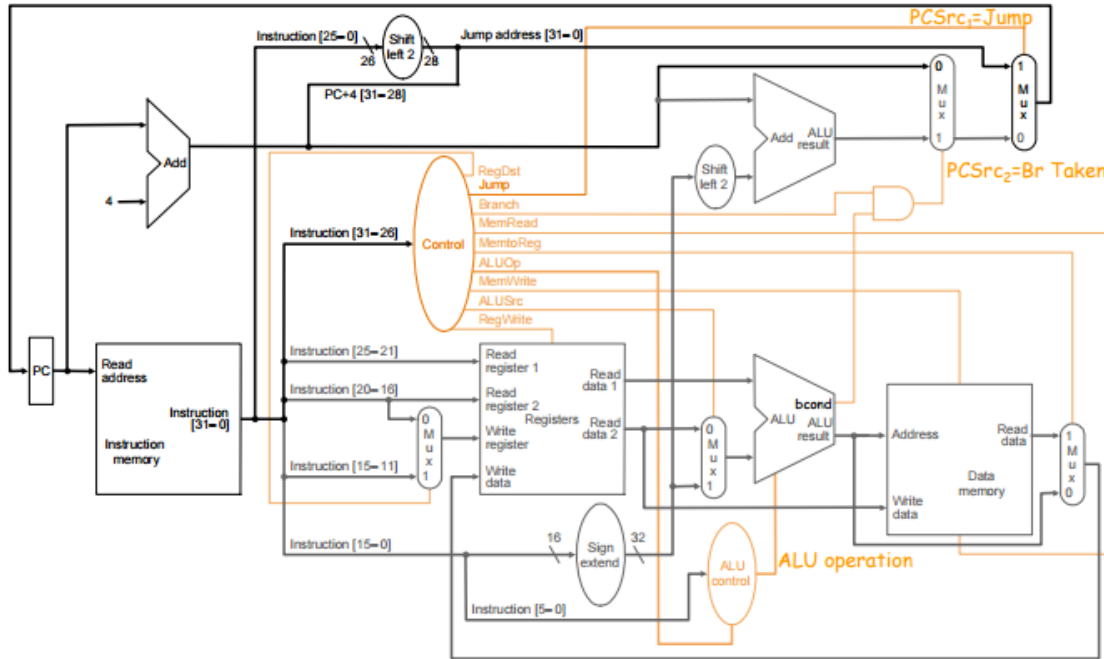 PCSrc₁=Jump
Instruction [25–0]
Shift
left 2
Jump address [31–0]
26
28
PC+4 [31–28]
0
M
u
x
1
1
M
u
x
0
Add
Add
ALU
result
4
Shift
left 2
PCSrc₂=Br Taken
RegDst
Jump
Branch
MemRead
MemtoReg
ALUOp
MemWrite
ALUSrc
RegWrite
Instruction [31–26]
Control
PC
Read
address
Instruction
[31–0]
Instruction
memory
Instruction [25–21]
Instruction [20–16]
Instruction [15–11]
0
M
u
x
1
Read
register 1
Read
register 2
Write
register
Write
data
Registers
Read
data 1
Read
data 2
0
M
u
x
1
bcond
ALU
ALU
result
Address
Write
data
Read
data
Data
memory
1
M
u
x
0
Instruction [15–0]
16
Sign
extend
32
Instruction [5–0]
ALU
control
ALU operation